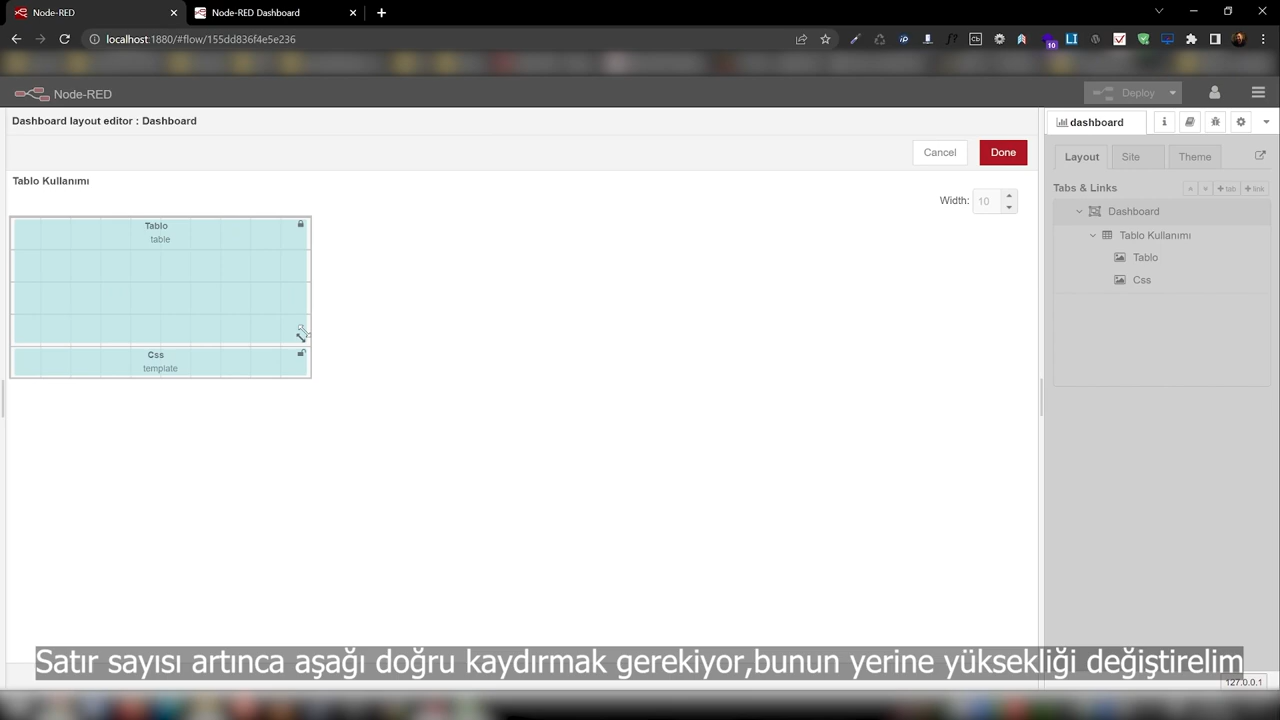 Node-RED
Node-RED Dashboard
localhost:1880/#flow/155dd836f4e5e236
10
Node-RED
Deploy
Dashboard layout editor : Dashboard
dashboard
Cancel
Done
Layout
Site
Theme
Tablo Kullanımı
Tabs & Links
tab
link
Width: 10
Dashboard
Tablo
table
Tablo Kullanımı
Tablo
Css
Css
template
Satır sayısı artınca aşağı doğru kaydırmak gerekiyor,bunun yerine yüksekliği değiştirelim
127.0.0.1